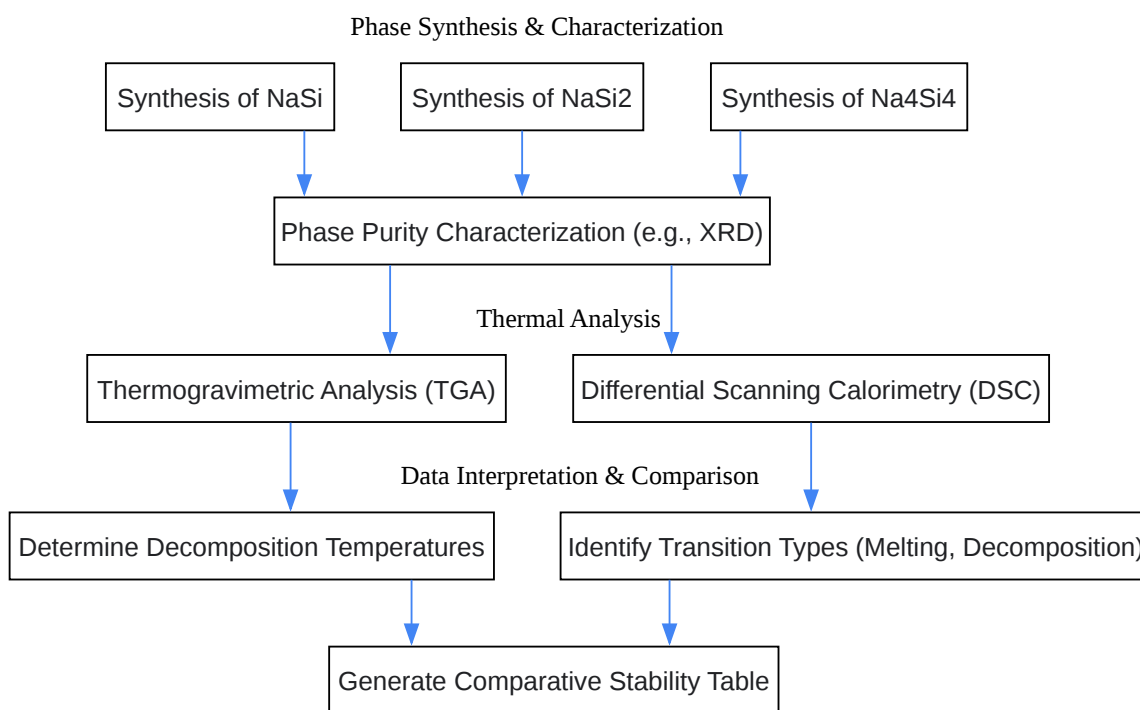 Phase Synthesis & Characterization
Synthesis of NaSi
Synthesis of NaSi2
Synthesis of Na4Si4
Phase Purity Characterization (e.g., XRD)
Thermal Analysis
Thermogravimetric Analysis (TGA)
Differential Scanning Calorimetry (DSC)
Data Interpretation & Comparison
Determine Decomposition Temperatures
Identify Transition Types (Melting, Decomposition)
Generate Comparative Stability Table